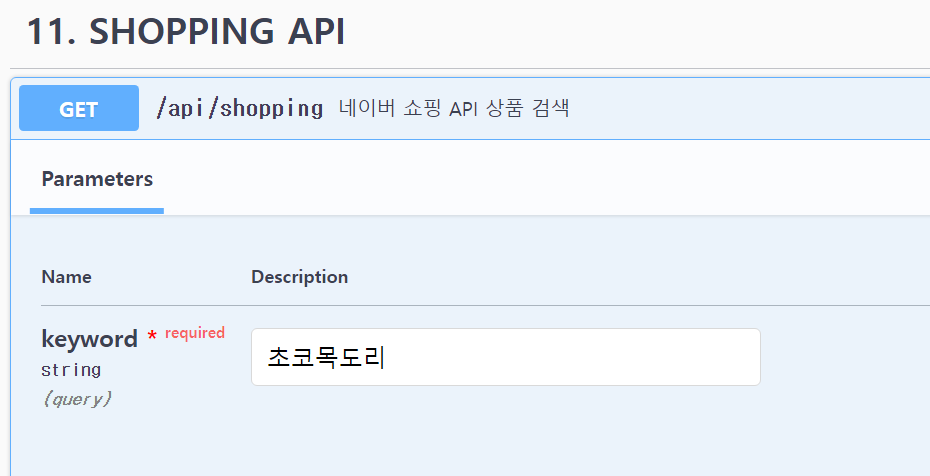 11. SHOPPING API
GET /api/shopping 네이버 쇼핑 API 상품 검색
Parameters
Name Description
keyword * required
string
(query)
초코목도리